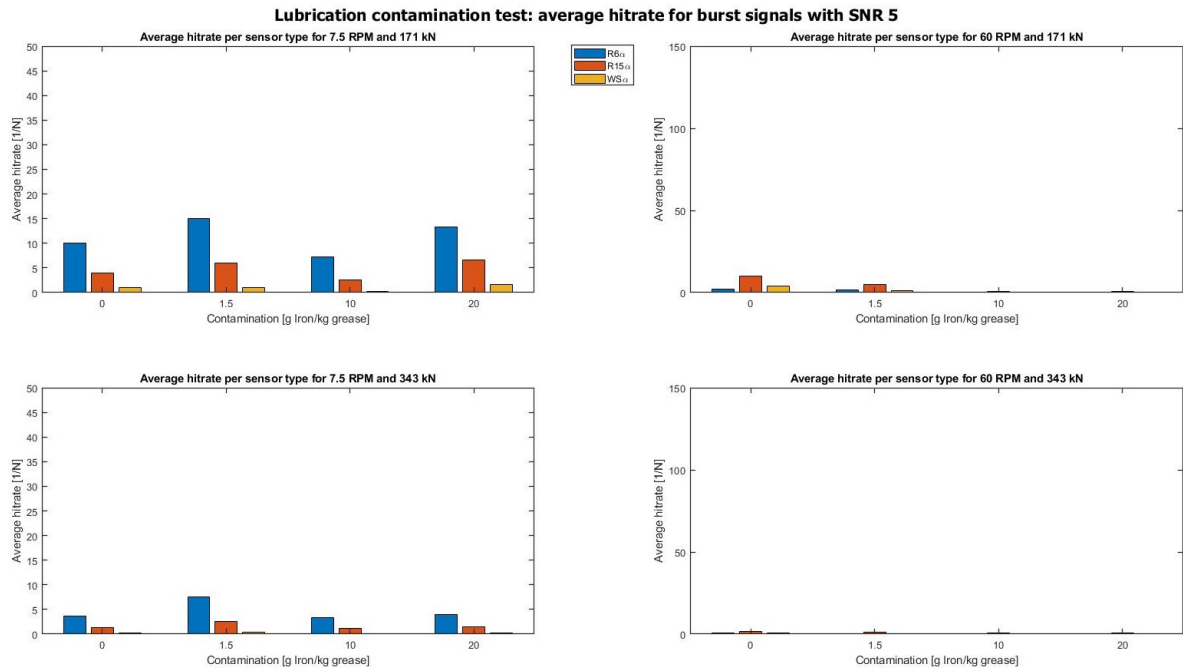 Lubrication contamination test: average hitrate for burst signals with SNR 5
Average hitrate per sensor type for 7.5 RPM and 171 kN
50
45
40
35
30
25
20
15
10
5
0
Average hitrate [1/N]
0 1.5 10 20
Contamination [g Iron/kg grease]
R6α
R15α
WSα
Average hitrate per sensor type for 60 RPM and 171 kN
150
100
50
0
Average hitrate [1/N]
0 1.5 10 20
Contamination [g Iron/kg grease]
Average hitrate per sensor type for 7.5 RPM and 343 kN
50
45
40
35
30
25
20
15
10
5
0
Average hitrate [1/N]
0 1.5 10 20
Contamination [g Iron/kg grease]
Average hitrate per sensor type for 60 RPM and 343 kN
150
100
50
0
Average hitrate [1/N]
0 1.5 10 20
Contamination [g Iron/kg grease]